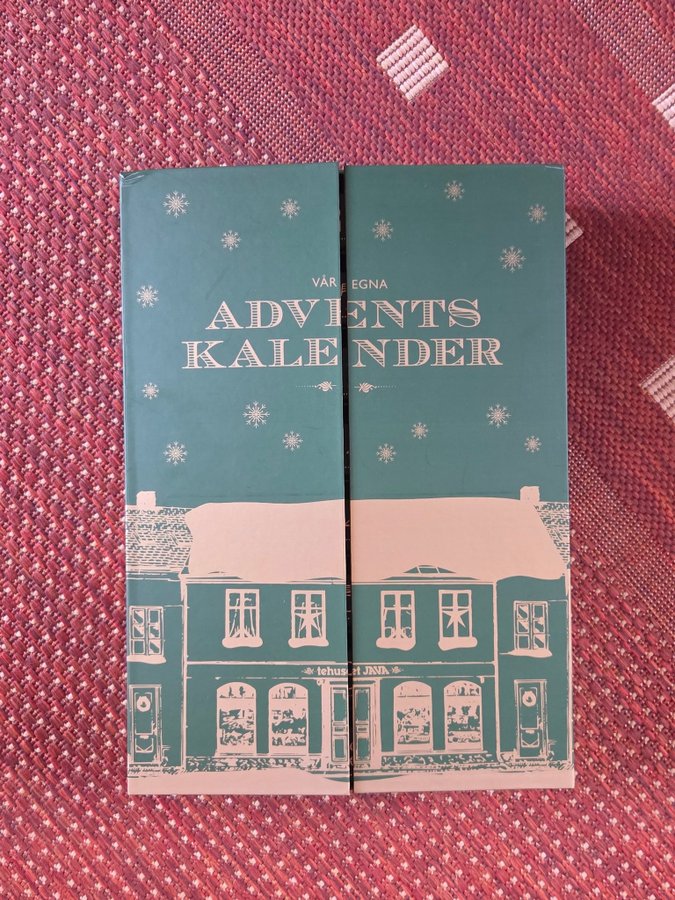 VÅR EGNA
ADVENTS
KALENDER
tehuset JAVA